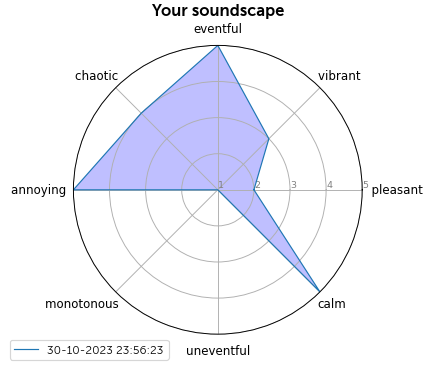 Your soundscape
eventful
chaotic
vibrant
annoying
1 2 3 4 5
pleasant
monotonous
calm
uneventful
30-10-2023 23:56:23